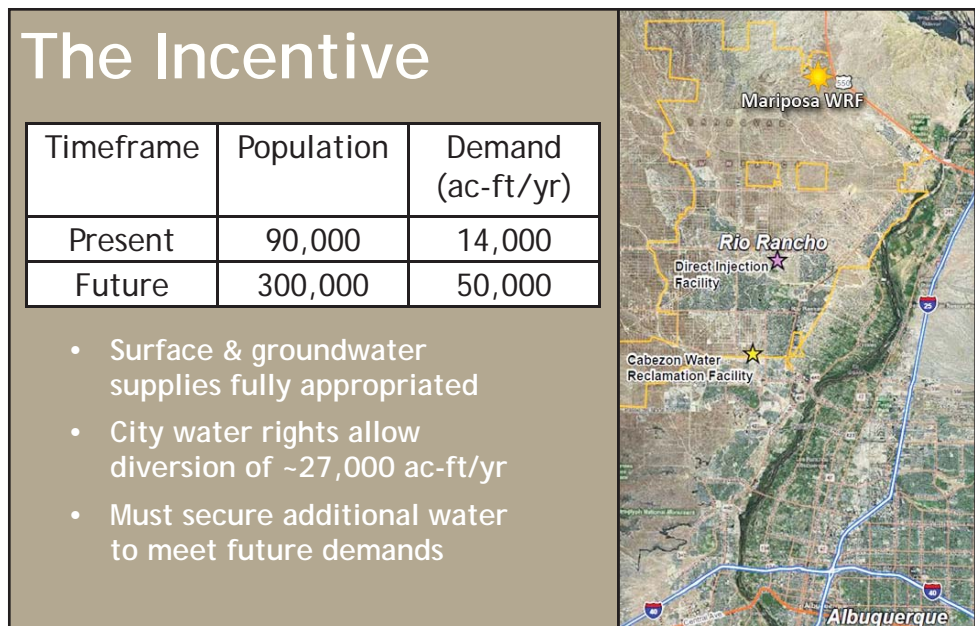 The Incentive
Timeframe Population Demand
(ac-ft/yr)
Present 90,000 14,000
Future 300,000 50,000
• Surface & groundwater
supplies fully appropriated
• City water rights allow
diversion of ~27,000 ac-ft/yr
• Must secure additional water
to meet future demands
550
Mariposa WRF
Rio Rancho
Direct Injection
Facility
25
Cabezon Water
Reclamation Facility
40
40
Albuquerque